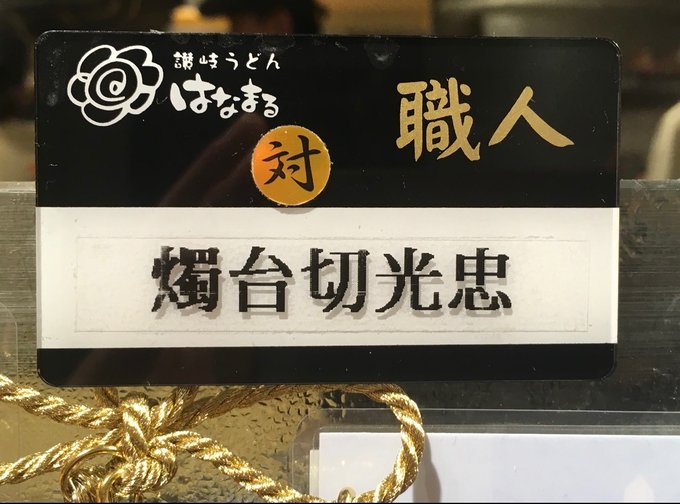 讃岐うどん
はなまる
職人
対
燭台切光忠